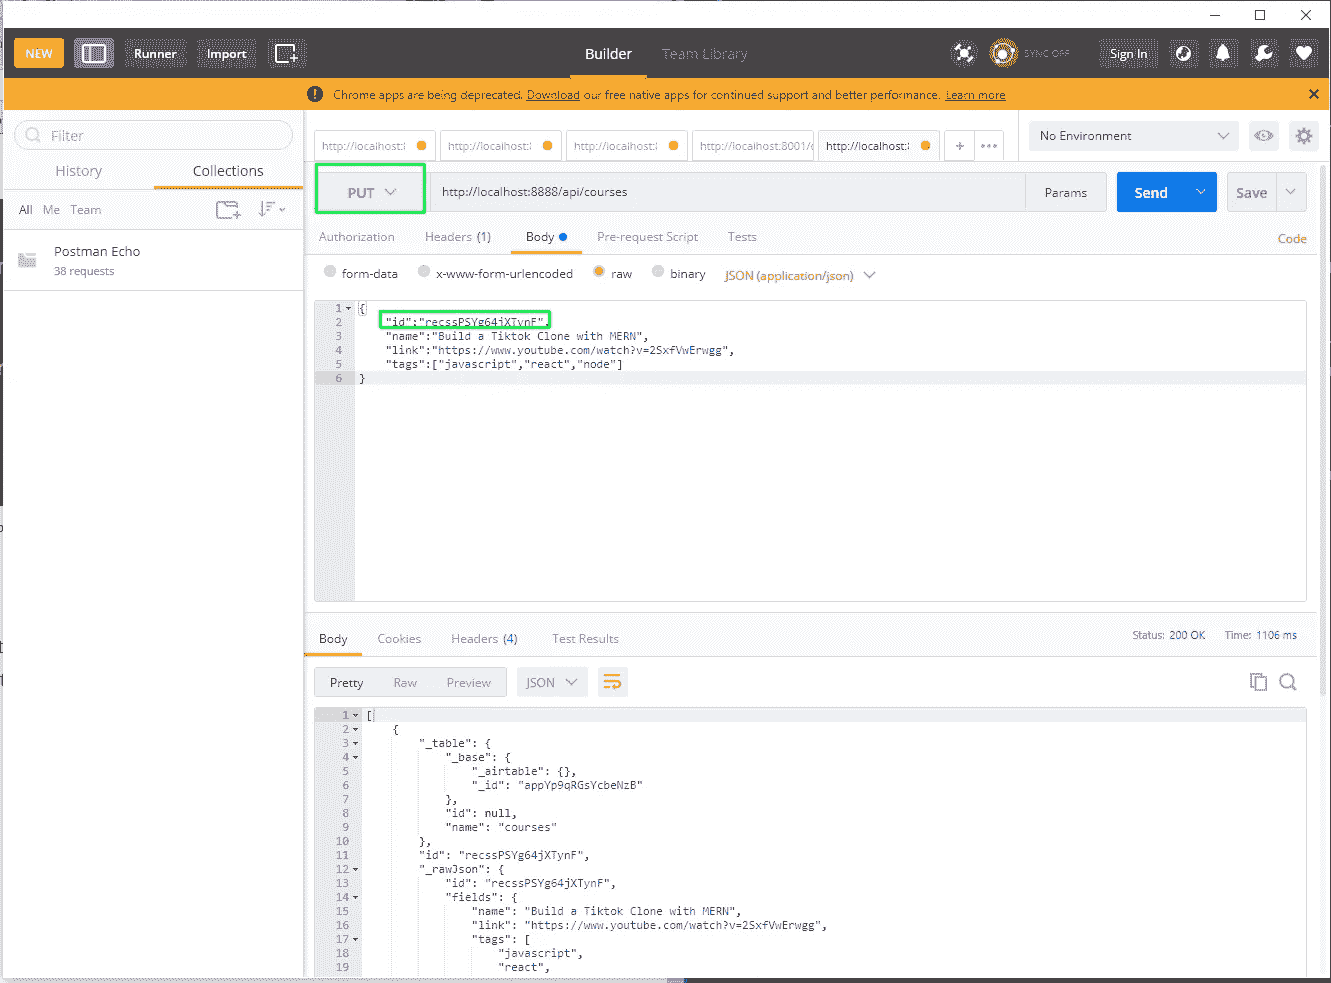 NEW Runner Import Builder Team Library SYNC OFF Sign In
Chrome apps are being deprecated. Download our free native apps for continued support and better performance. Learn more
Filter
History Collections
All Me Team
Postman Echo
38 requests
http://localhost: http://localhost: http://localhost: http://localhost:8001/ http://localhost: + ••• No Environment
PUT http://localhost:8888/api/courses Params Send Save
Authorization Headers (1) Body Pre-request Script Tests Code
form-data x-www-form-urlencoded raw binary JSON (application/json)
1 {
2 "id":"recssPSYg64jXTynF",
3 "name":"Build a Tiktok Clone with MERN",
4 "link":"https://www.youtube.com/watch?v=2SxfVwErwgg",
5 "tags":["javascript","react","node"]
6 }
Body Cookies Headers (4) Test Results Status: 200 OK Time: 1106 ms
Pretty Raw Preview JSON
1 [
2 {
3 "_table": {
4 "_base": {
5 "_airtable": {},
6 "_id": "appYp9qRGsYcbeNzB"
7 },
8 "id": null,
9 "name": "courses"
10 },
11 "id": "recssPSYg64jXTynF",
12 "_rawJson": {
13 "id": "recssPSYg64jXTynF",
14 "fields": {
15 "name": "Build a Tiktok Clone with MERN",
16 "link": "https://www.youtube.com/watch?v=2SxfVwErwgg",
17 "tags": [
18 "javascript",
19 "react",